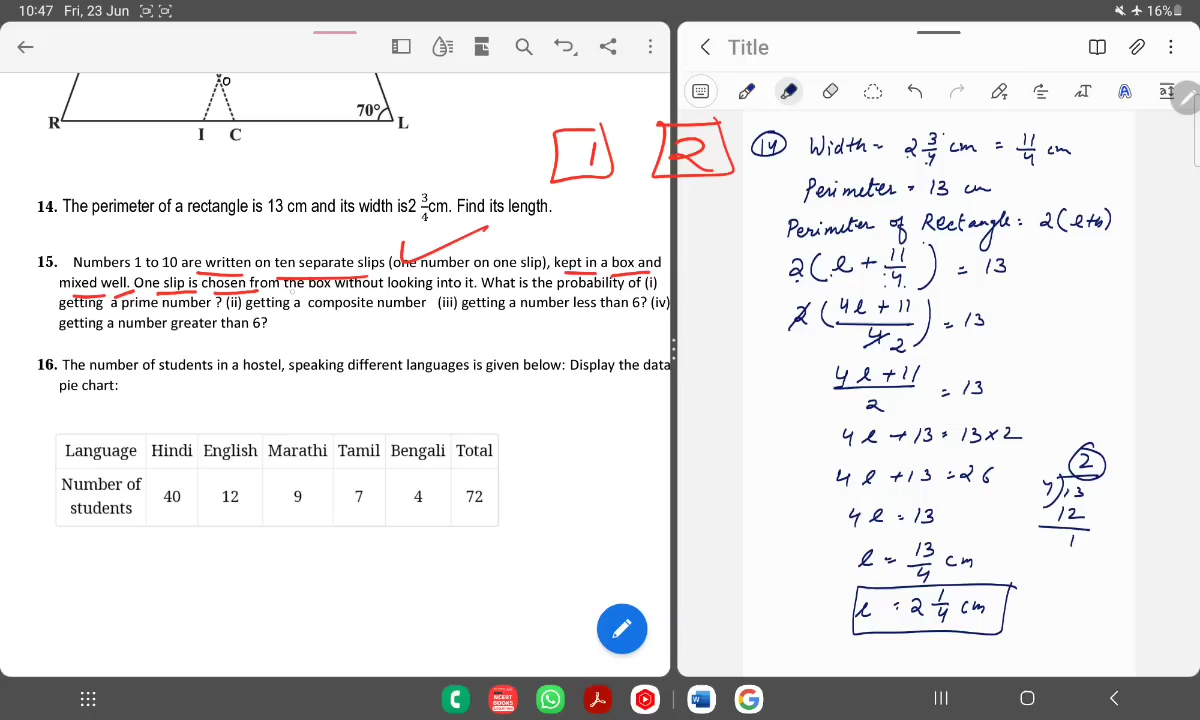 10:47 Fri, 23 Jun
16%
Title
O
70°
R
I C
L
1 2
14. The perimeter of a rectangle is 13 cm and its width is2 3/4cm. Find its length.
15. Numbers 1 to 10 are written on ten separate slips (one number on one slip), kept in a box and
mixed well. One slip is chosen from the box without looking into it. What is the probability of (i)
getting a prime number ? (ii) getting a composite number (iii) getting a number less than 6? (iv)
getting a number greater than 6?
16. The number of students in a hostel, speaking different languages is given below: Display the data
pie chart:
Language Hindi English Marathi Tamil Bengali Total
Number of students 40 12 9 7 4 72
14 Width = 2 3/4 cm = 11/4 cm
Perimeter = 13 cm
Perimeter of Rectangle = 2(l+b)
2(l + 11/4) = 13
2(4l + 11/4 2) = 13
4l + 11/2 = 13
4l + 13 = 13×2
4l + 13 = 26
4l = 13
l = 13/4 cm
l = 2 1/4 cm
2
4)13
12
1
NCERT
BOOKS
W
G